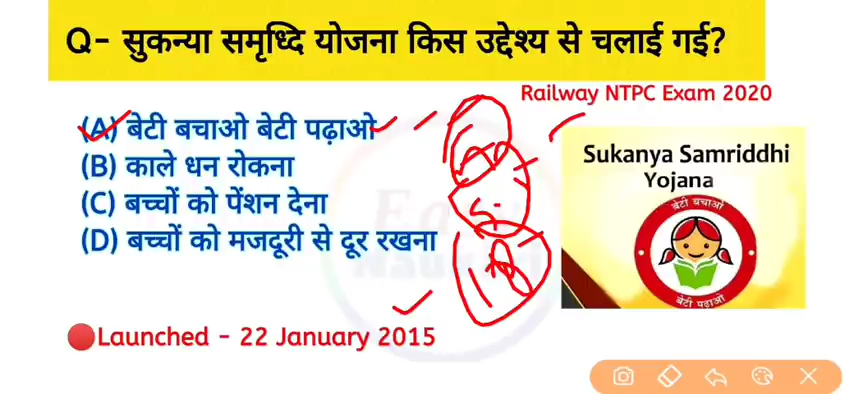 Q- सुकन्या समृध्दि योजना किस उद्देश्य से चलाई गई?
Railway NTPC Exam 2020
(A) बेटी बचाओ बेटी पढ़ाओ
(B) काले धन रोकना
(C) बच्चों को पेंशन देना
(D) बच्चों को मजदूरी से दूर रखना
Sukanya Samriddhi
Yojana
बेटी बचाओ
बेटी पढ़ाओ
Launched - 22 January 2015